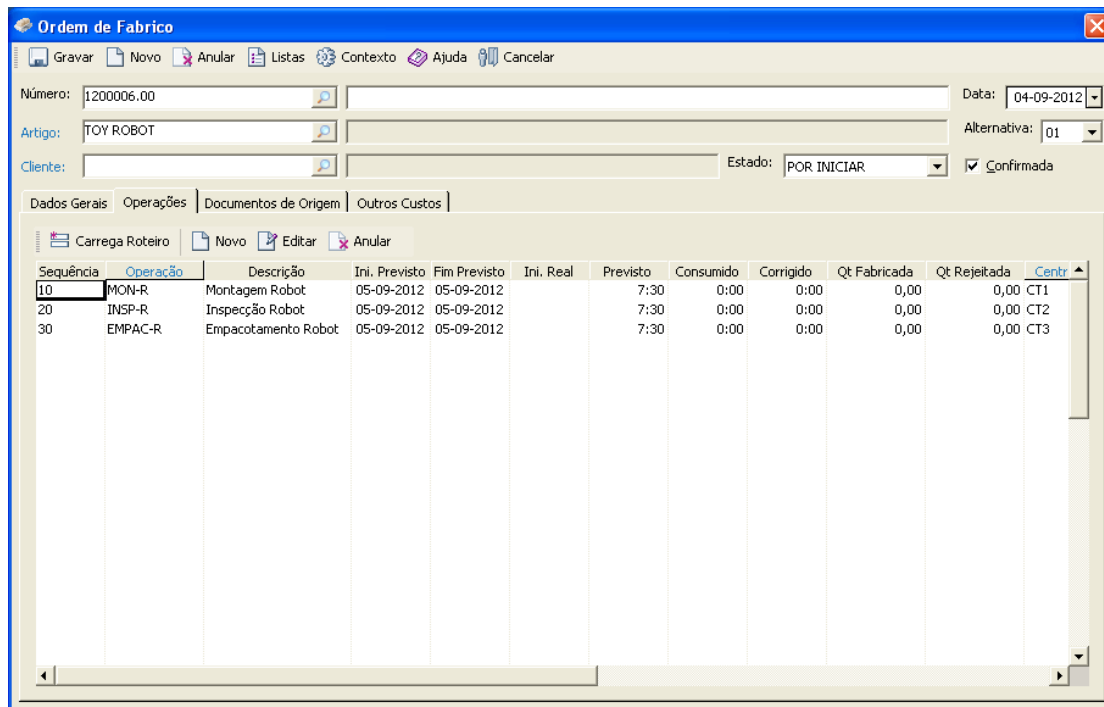 Ordem de Fabrico
Gravar Novo Anular Listas Contexto Ajuda Cancelar
Número: 1200006.00 Data: 04-09-2012
Artigo: TOY ROBOT Alternativa: 01
Cliente: Estado: POR INICIAR Confirmada
Dados Gerais Operações Documentos de Origem Outros Custos
Carrega Roteiro Novo Editar Anular
Sequência Operação Descrição Ini. Previsto Fim Previsto Ini. Real Previsto Consumido Corrigido Qt Fabricada Qt Rejeitada Centr
10 MON-R Montagem Robot 05-09-2012 05-09-2012 7:30 0:00 0:00 0,00 0,00 CT1
20 INSP-R Inspecção Robot 05-09-2012 05-09-2012 7:30 0:00 0:00 0,00 0,00 CT2
30 EMPAC-R Empacotamento Robot 05-09-2012 05-09-2012 7:30 0:00 0:00 0,00 0,00 CT3